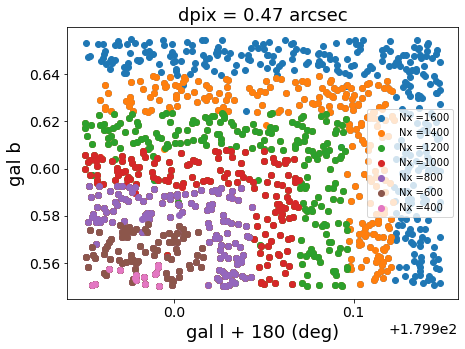 dpix = 0.47 arcsec
gal b
0.64
0.62
0.60
0.58
0.56
Nx =1600
Nx =1400
Nx =1200
Nx =1000
Nx =800
Nx =600
Nx =400
0.0
0.1
gal l + 180 (deg)
+1.799e2